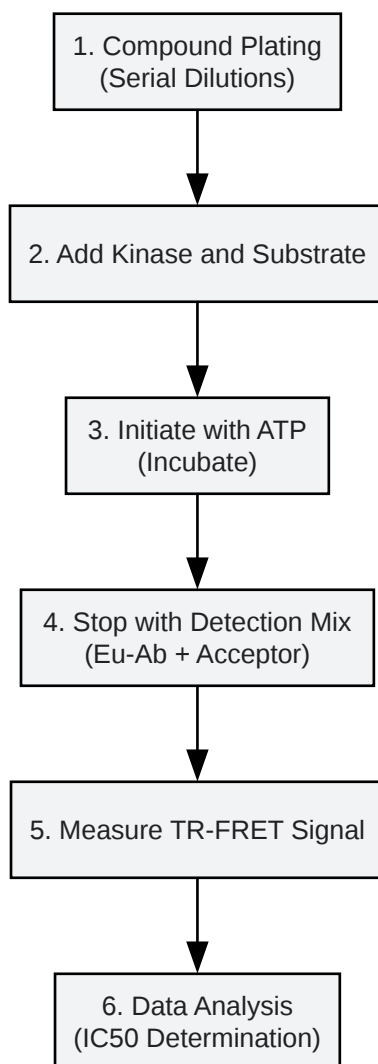 1. Compound Plating
(Serial Dilutions)
2. Add Kinase and Substrate
3. Initiate with ATP
(Incubate)
4. Stop with Detection Mix
(Eu-Ab + Acceptor)
5. Measure TR-FRET Signal
6. Data Analysis
(IC50 Determination)